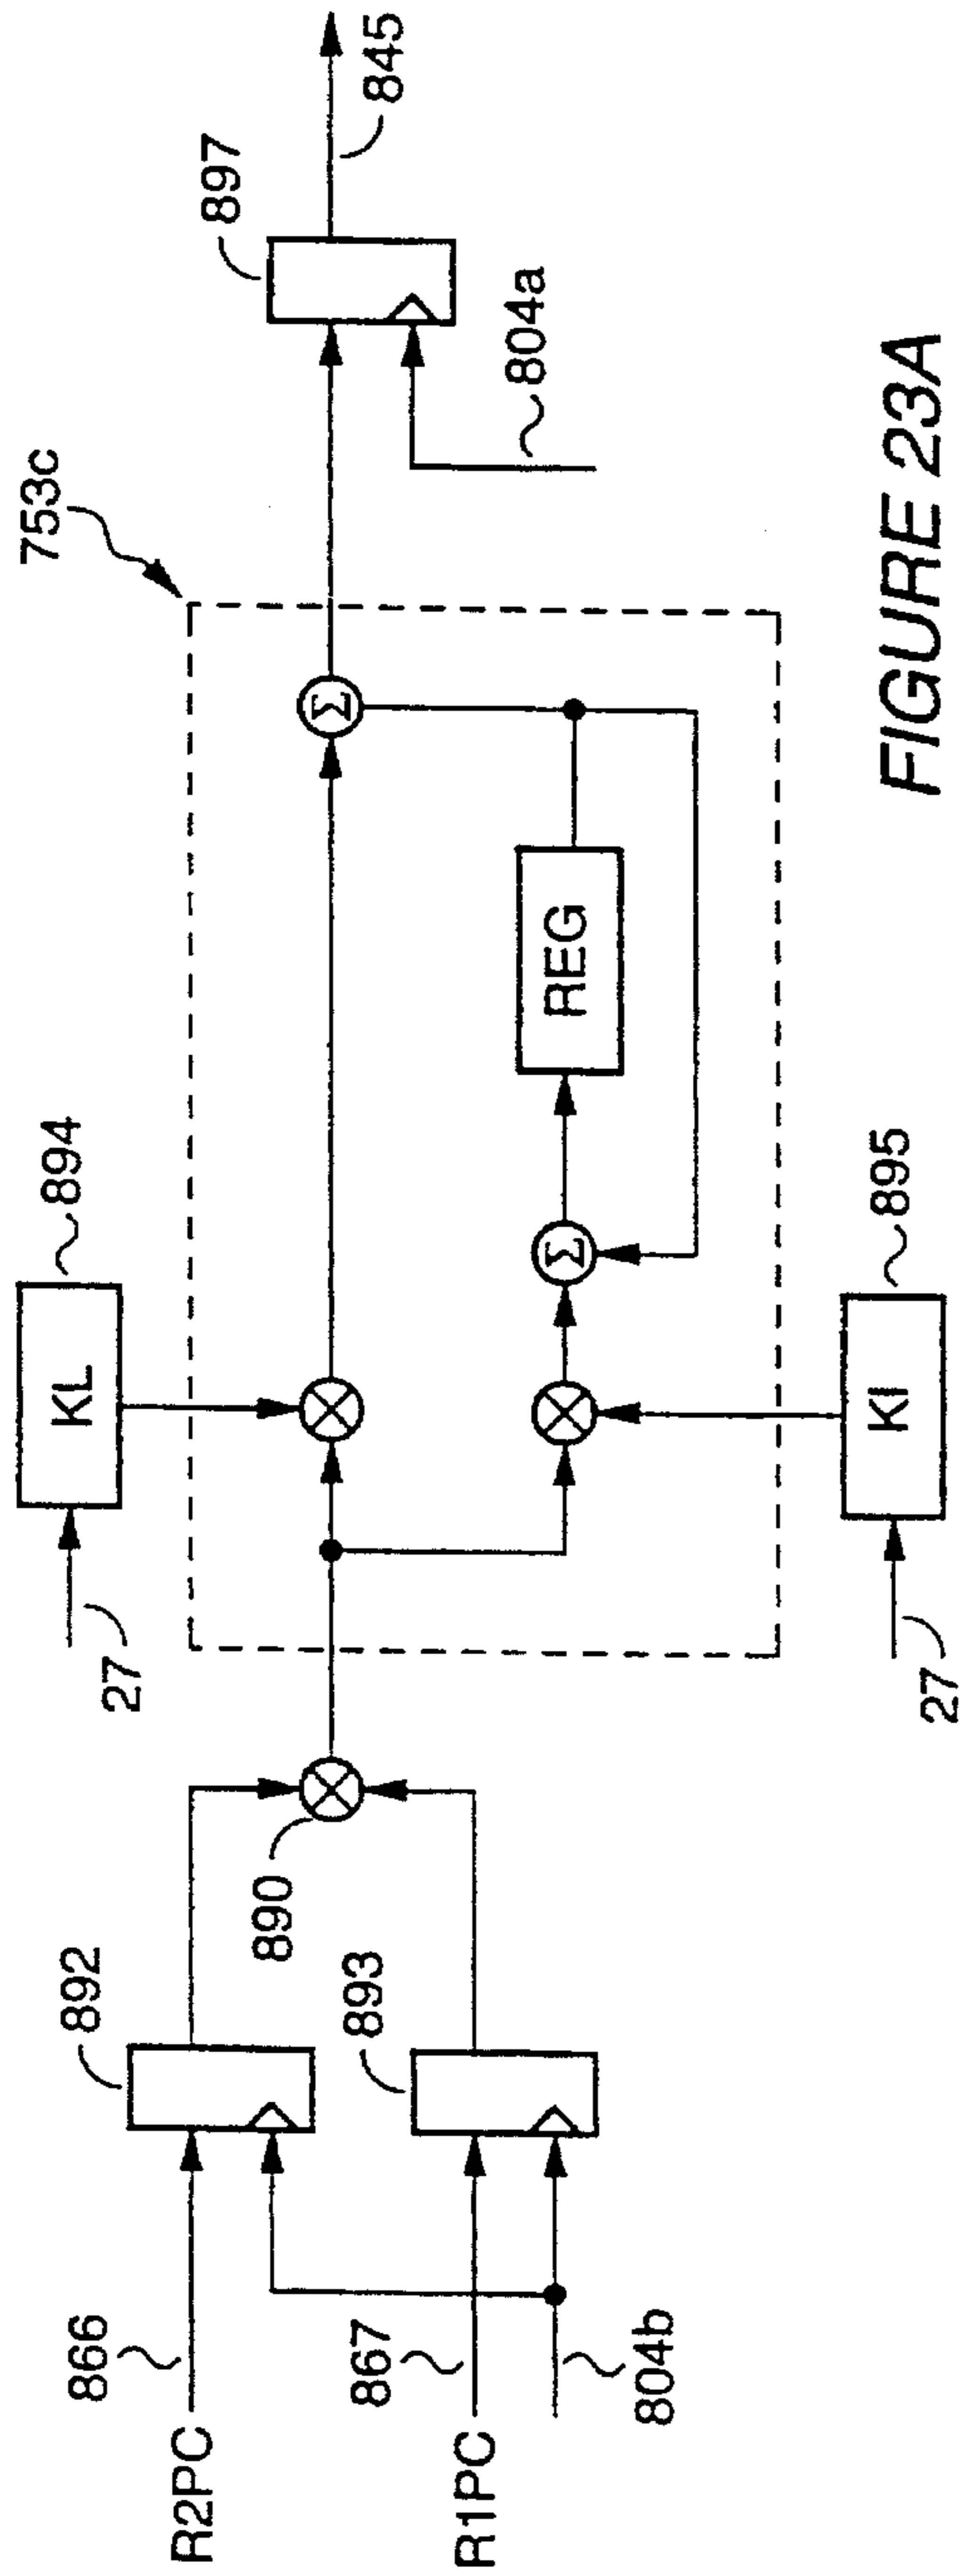 27
KL
894
753c
897
845
R2PC
866
892
890
Σ
REG
Σ
804a
R1PC
867
893
804b
27
KI
895
FIGURE 23A